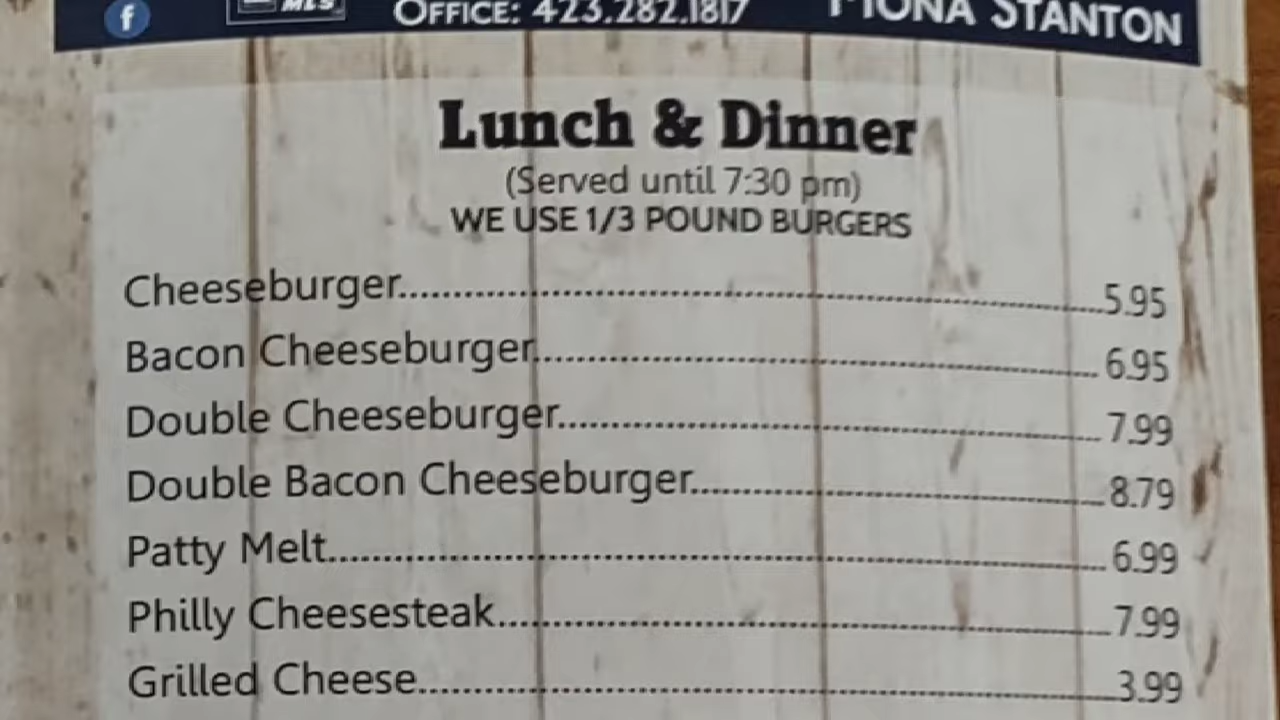 MLS
OFFICE: 423.282.1817
STANTON
Lunch & Dinner
(Served until 7:30 pm)
WE USE 1/3 POUND BURGERS
Cheeseburger..........5.95
Bacon Cheeseburger..........6.95
Double Cheeseburger..........7.99
Double Bacon Cheeseburger..........8.79
Patty Melt..........6.99
Philly Cheesesteak..........7.99
Grilled Cheese..........3.99